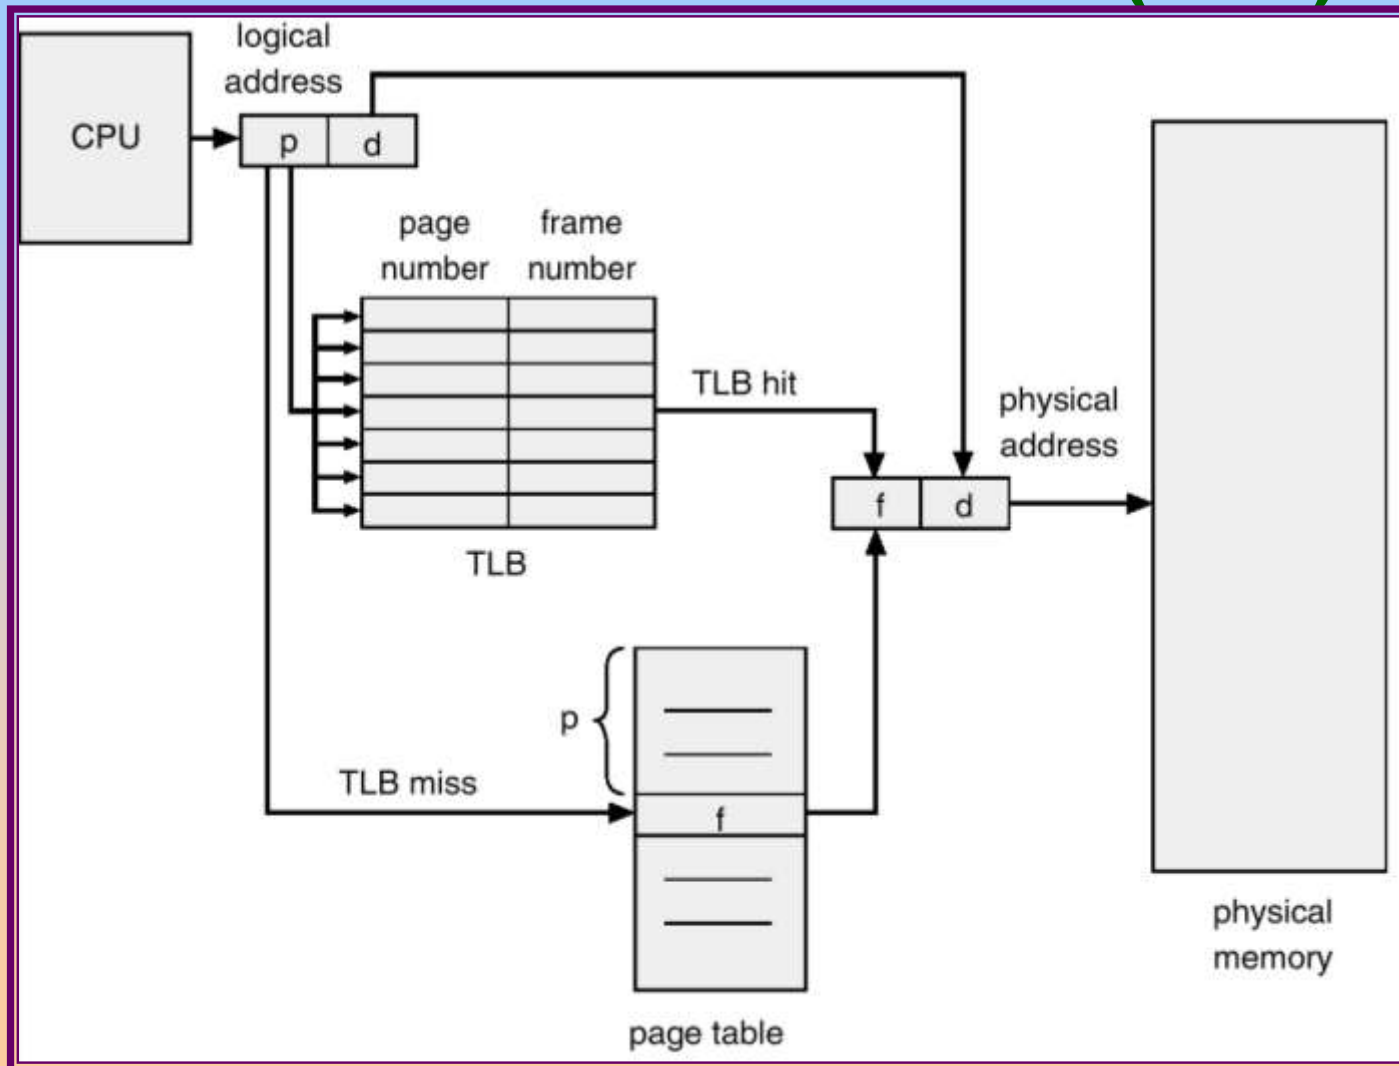 logical
address
CPU
p
d
page
number
frame
number
TLB hit
physical
address
f
d
TLB
p
TLB miss
f
physical
memory
page table